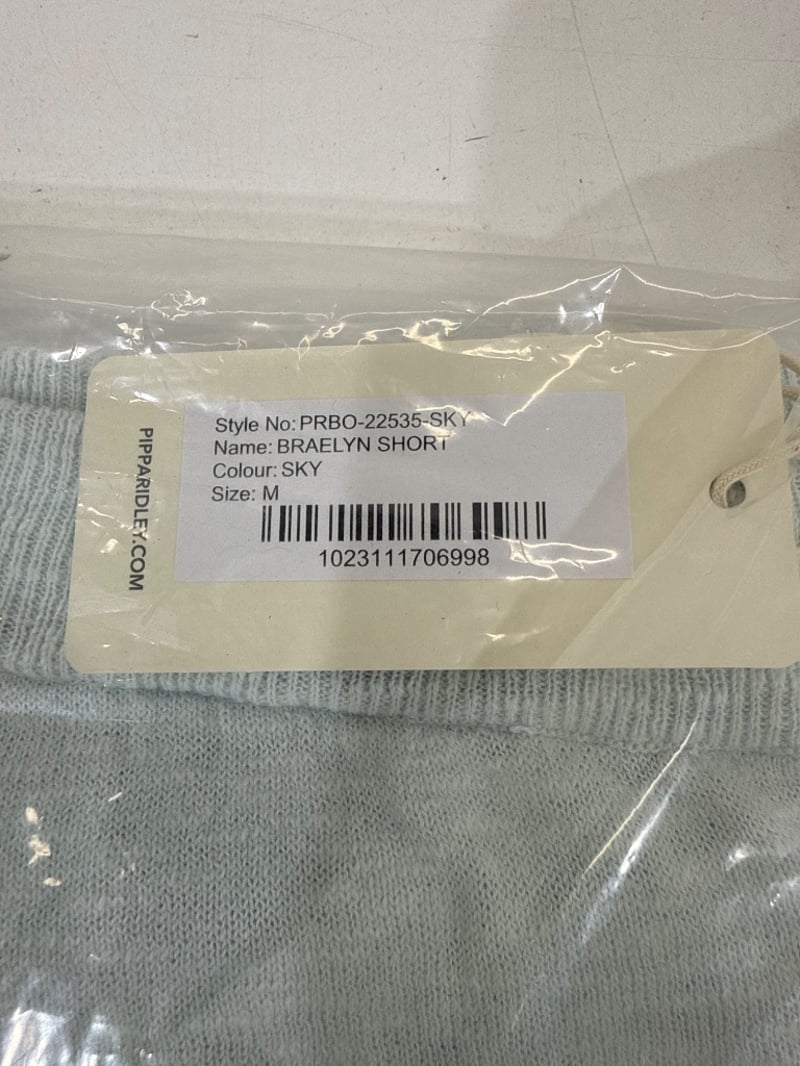 Style No: PRBO-22535-SKY
Name: BRAELYN SHORT
Colour: SKY
Size: M
1023111706998
PIPPARIDLEY.COM